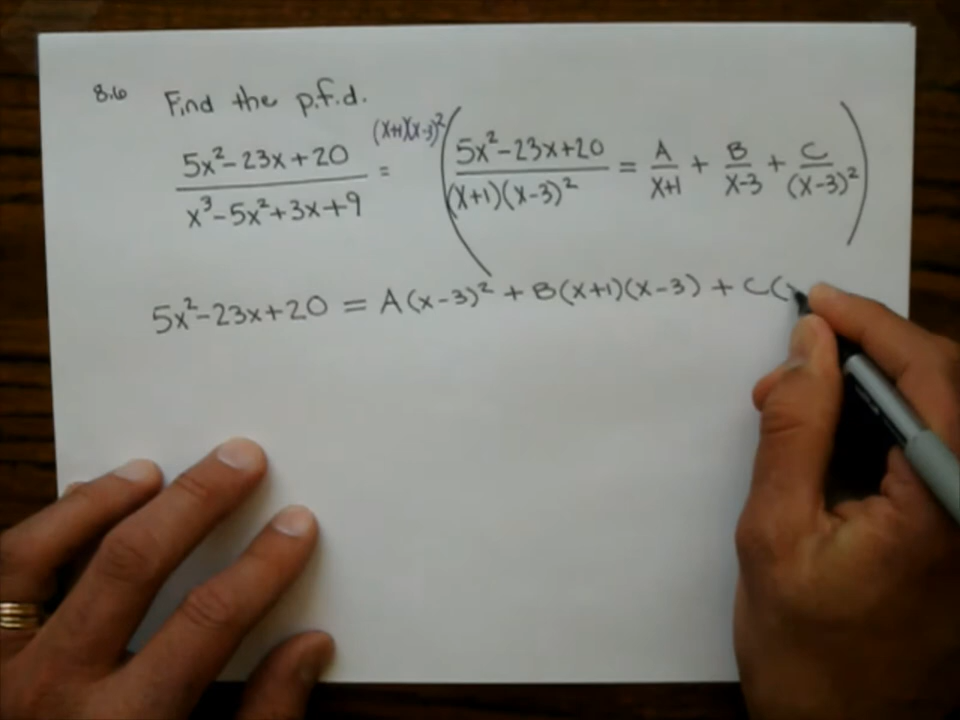 8.6 Find the p.f.d.
(5x²-23x+20)/(x³-5x²+3x+9) = (x+1)(x-3)² ( (5x²-23x+20)/((x+1)(x-3)²) = A/(x+1) + B/(x-3) + C/(x-3)² )
5x²-23x+20 = A(x-3)² + B(x+1)(x-3) + C(x